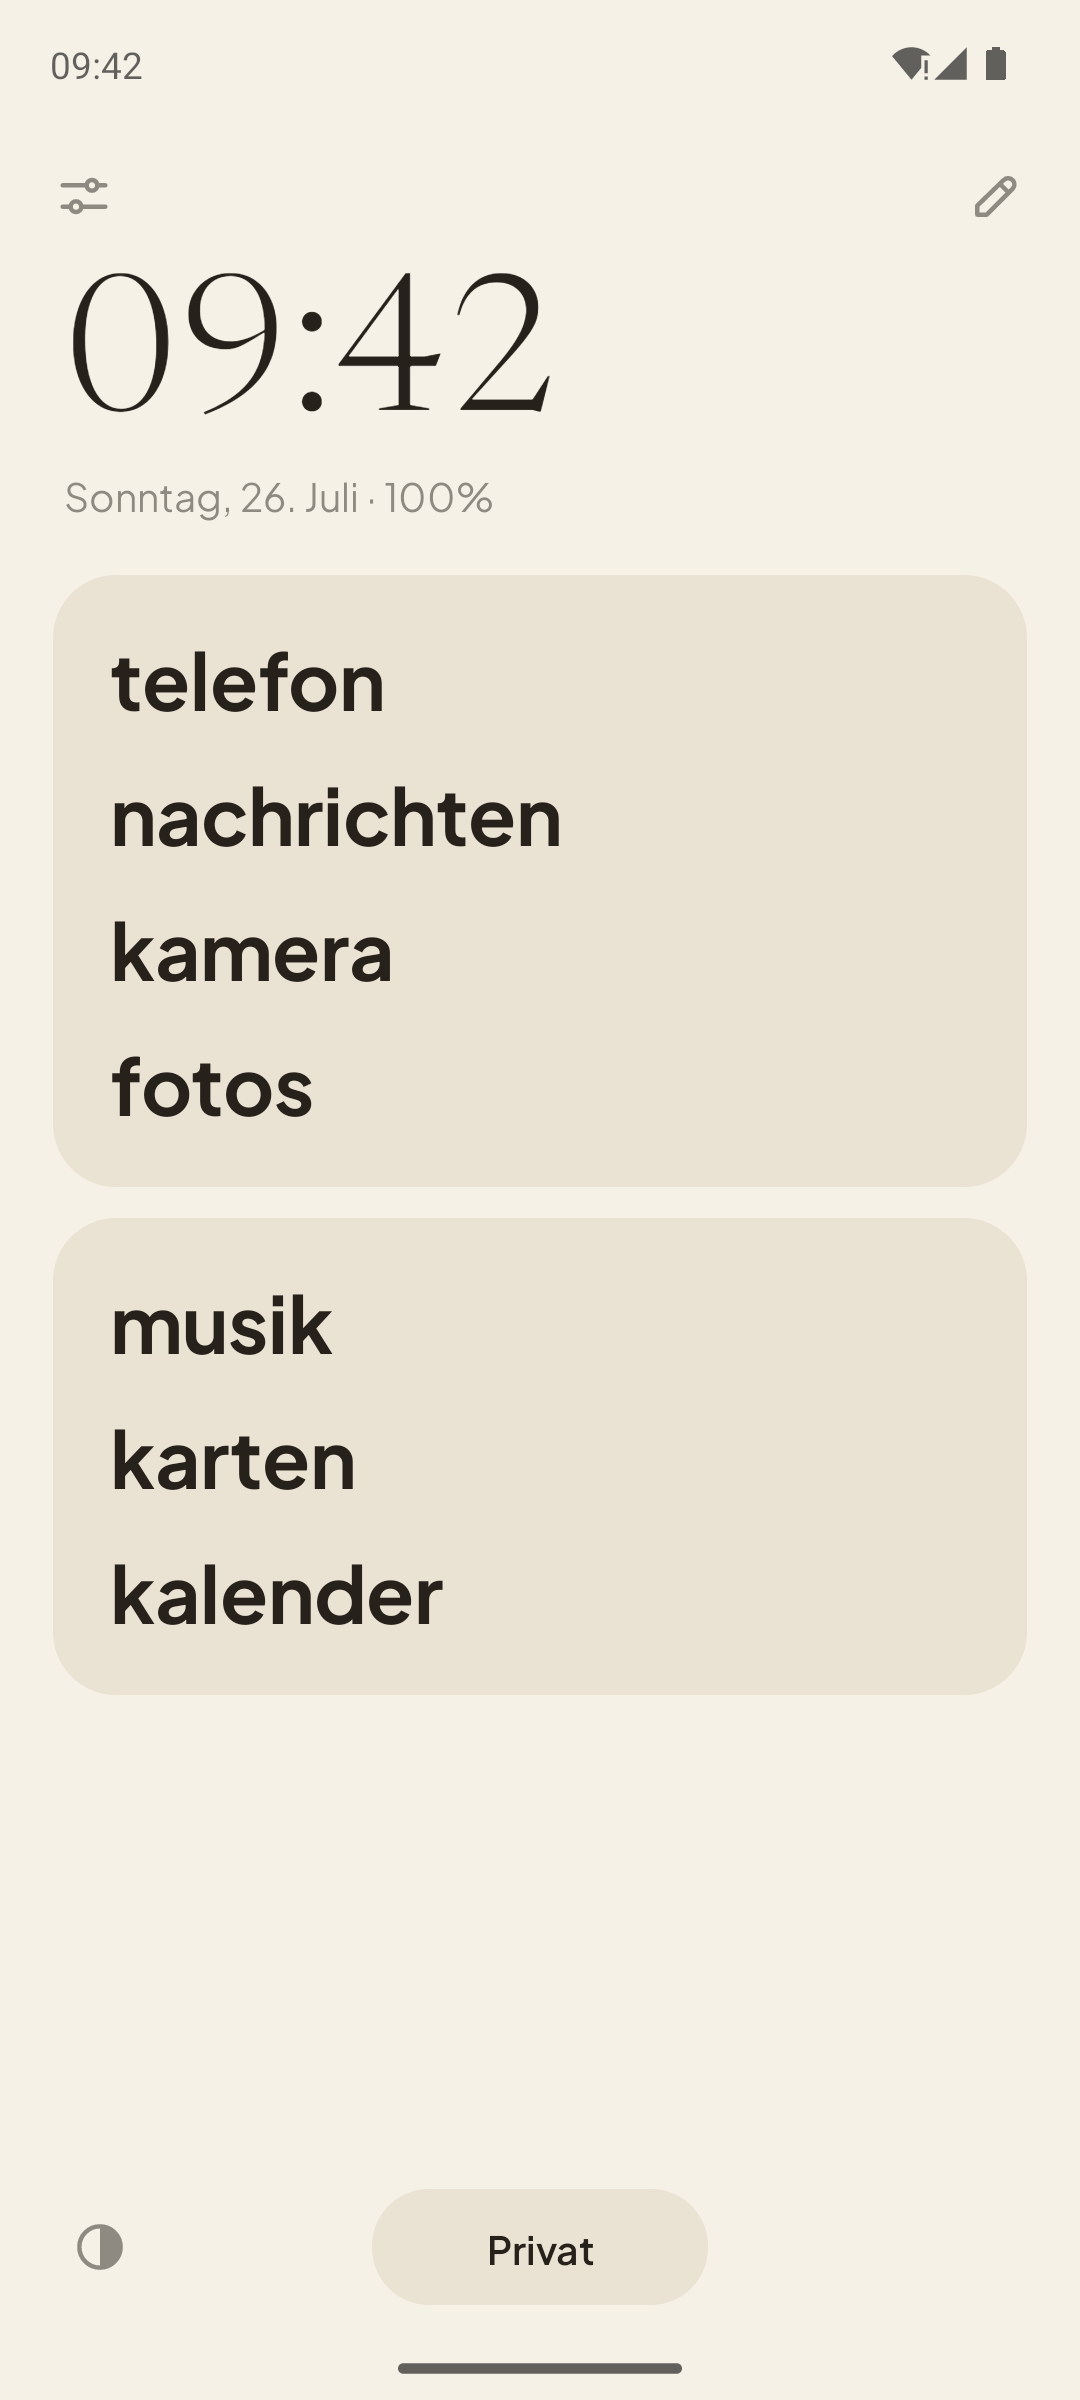 09:42
09:42
Sonntag, 26. Juli · 100%
telefon
nachrichten
kamera
fotos
musik
karten
kalender
Privat